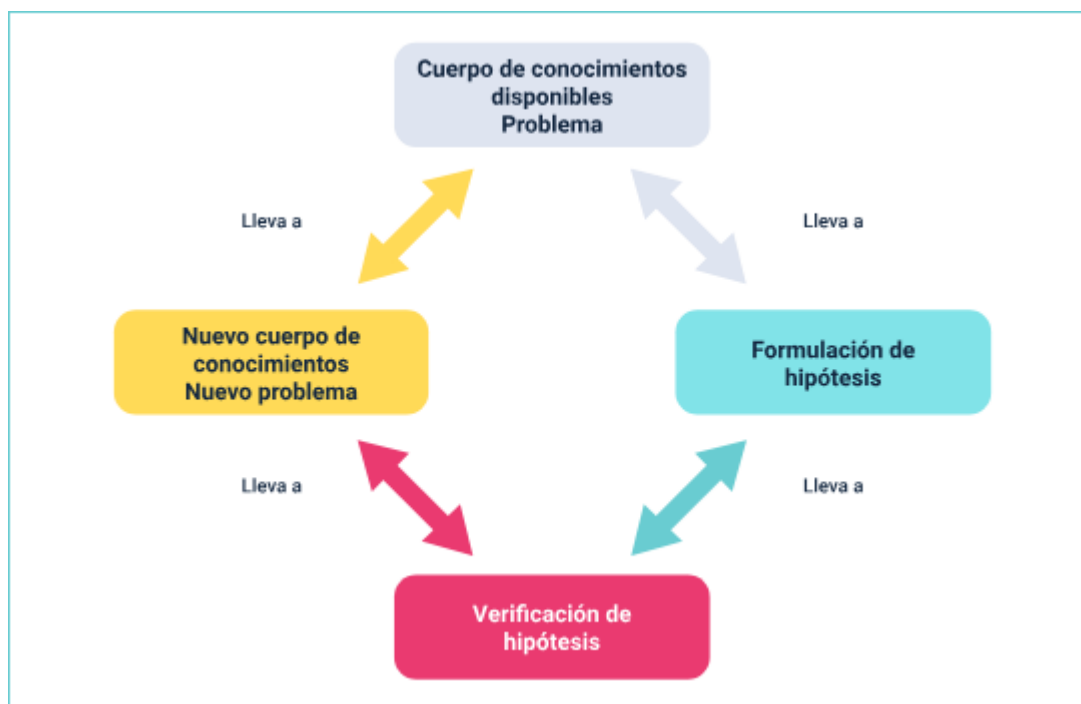 Cuerpo de conocimientos
disponibles
Problema
Lleva a
Lleva a
Nuevo cuerpo de
conocimientos
Nuevo problema
Formulación de
hipótesis
Lleva a
Lleva a
Verificación de
hipótesis